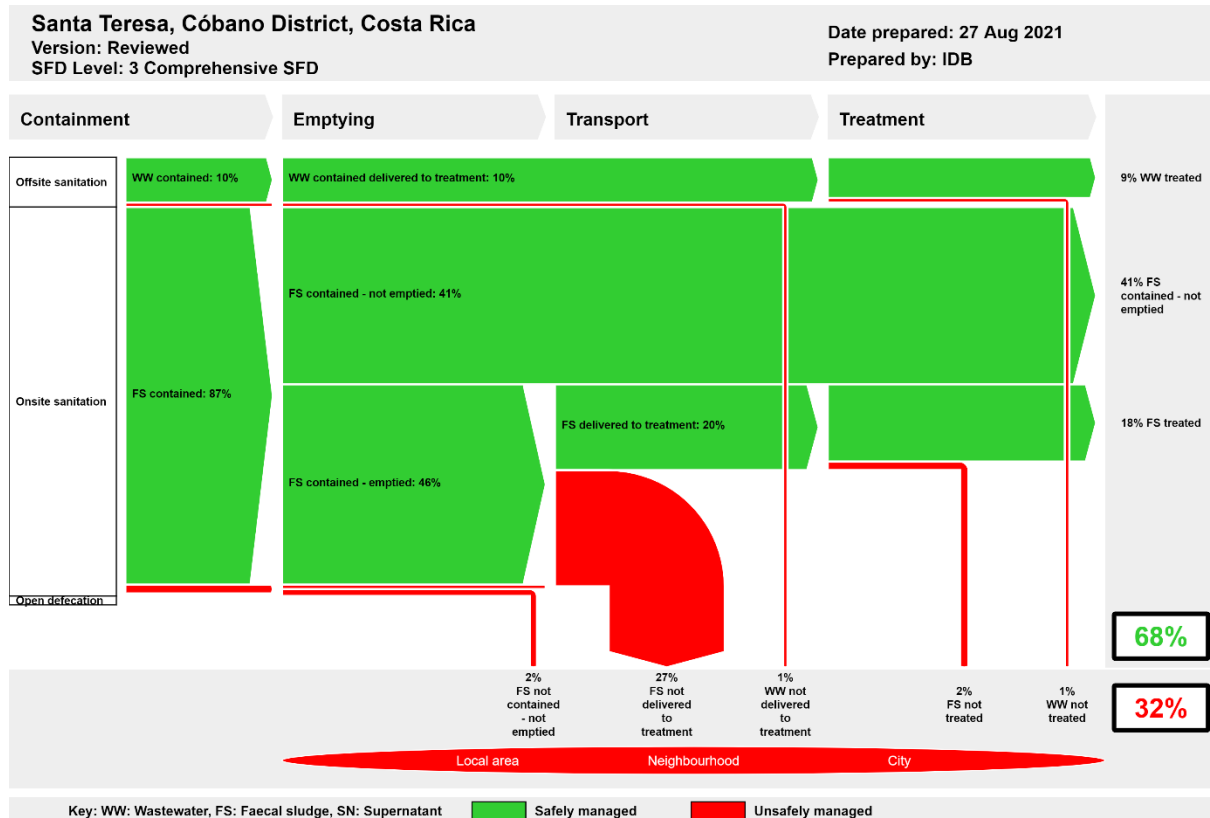 Santa Teresa, Cóbano District, Costa Rica
Version: Reviewed
SFD Level: 3 Comprehensive SFD
Date prepared: 27 Aug 2021
Prepared by: IDB
Containment
Emptying
Transport
Treatment
Offsite sanitation
WW contained: 10%
WW contained delivered to treatment: 10%
9% WW treated
FS contained - not emptied: 41%
41% FS
contained - not
emptied
Onsite sanitation
FS contained: 87%
FS delivered to treatment: 20%
18% FS treated
FS contained - emptied: 46%
Open defecation
68%
32%
2%
FS not
contained
- not
emptied
27%
FS not
delivered
to
treatment
1%
WW not
delivered
to
treatment
2%
FS not
treated
1%
WW not
treated
Local area
Neighbourhood
City
Key: WW: Wastewater, FS: Faecal sludge, SN: Supernatant
Safely managed
Unsafely managed